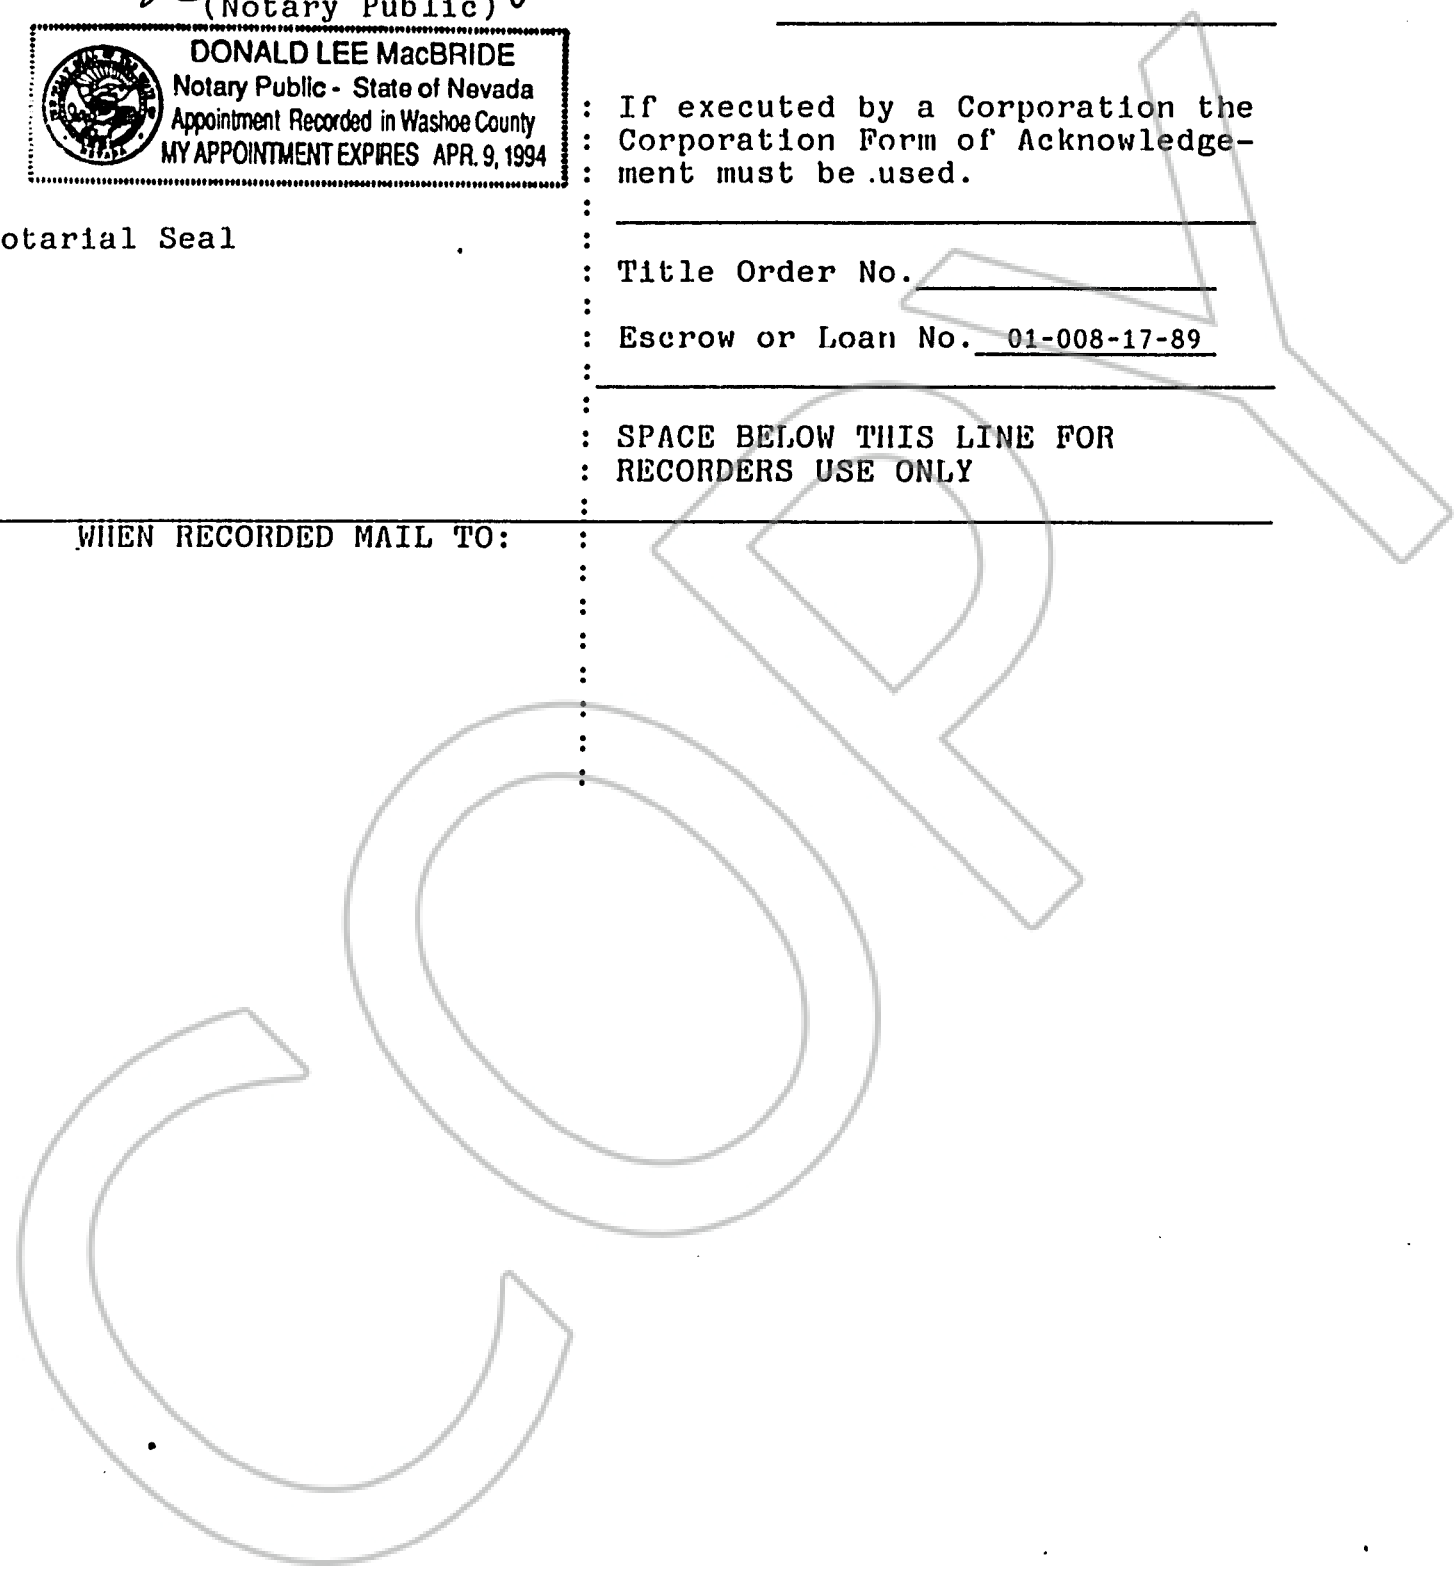 (Notary Public)
DONALD LEE MacBRIDE
Notary Public - State of Nevada
Appointment Recorded in Washoe County
MY APPOINTMENT EXPIRES APR. 9, 1994
otarial Seal
: If executed by a Corporation the
: Corporation Form of Acknowledge-
: ment must be .used.
: Title Order No.
: Escrow or Loan No. 01-008-17-89
: SPACE BELOW THIS LINE FOR
: RECORDERS USE ONLY
WHEN RECORDED MAIL TO:
COPY